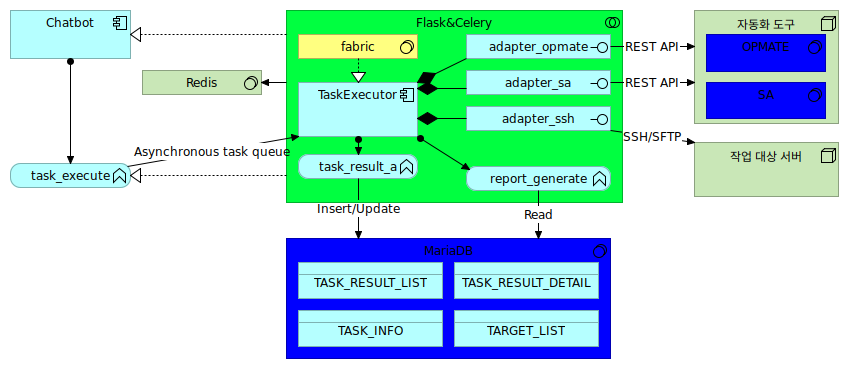 Chatbot
Flask&Celery
자동화 도구
fabric
adapter_opmate
REST API
OPMATE
Redis
TaskExecutor
adapter_sa
REST API
SA
adapter_ssh
SSH/SFTP
Asynchronous task queue
작업 대상 서버
task_execute
task_result_a
report_generate
Insert/Update
Read
MariaDB
TASK_RESULT_LIST
TASK_RESULT_DETAIL
TASK_INFO
TARGET_LIST